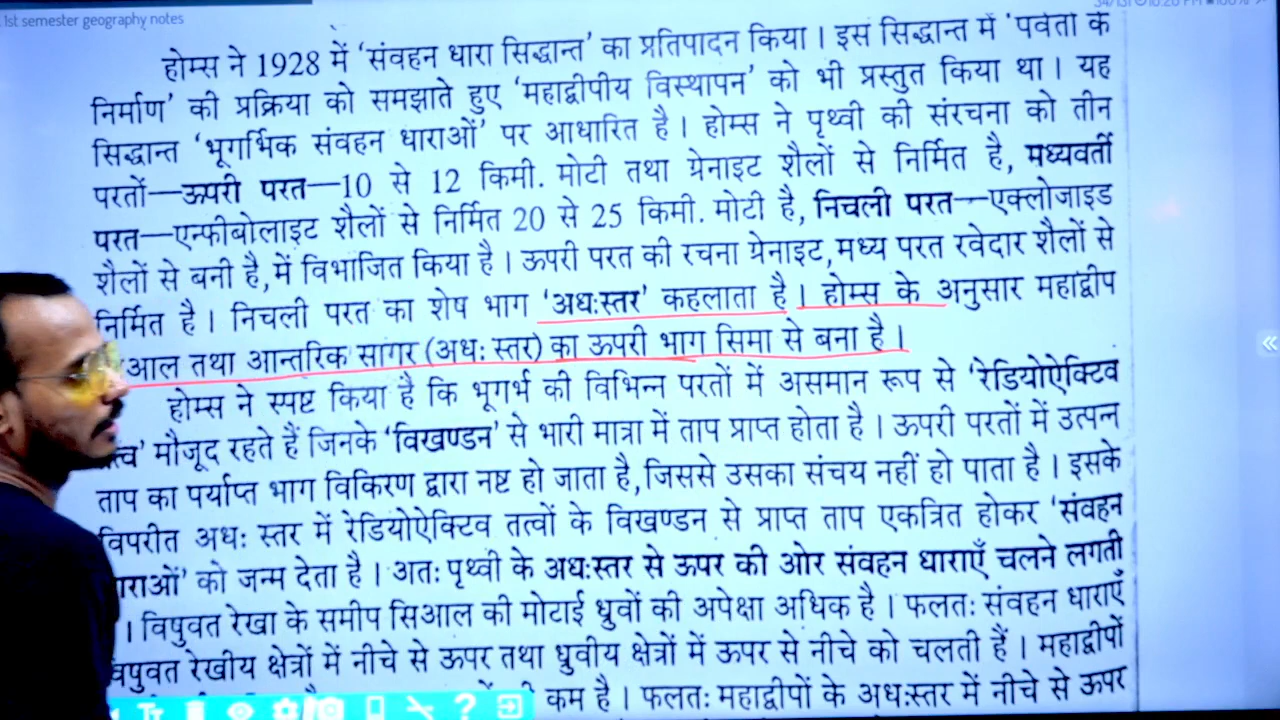 1st semester geography notes
होम्स ने 1928 में 'संवहन धारा सिद्धान्त' का प्रतिपादन किया । इस सिद्धान्त में 'पर्वतों के
निर्माण' की प्रक्रिया को समझाते हुए 'महाद्वीपीय विस्थापन' को भी प्रस्तुत किया था । यह
सिद्धान्त 'भूगर्भिक संवहन धाराओं' पर आधारित है । होम्स ने पृथ्वी की संरचना को तीन
परतों—ऊपरी परत—10 से 12 किमी. मोटी तथा ग्रेनाइट शैलों से निर्मित है, मध्यवर्ती
परत—एन्फीबोलाइट शैलों से निर्मित 20 से 25 किमी. मोटी है, निचली परत—एक्लोजाइड
शैलों से बनी है, में विभाजित किया है । ऊपरी परत की रचना ग्रेनाइट, मध्य परत रवेदार शैलों से
निर्मित है । निचली परत का शेष भाग 'अधःस्तर' कहलाता है । होम्स के अनुसार महाद्वीप
आल तथा आन्तरिक सागर (अधः स्तर) का ऊपरी भाग सिमा से बना है ।
होम्स ने स्पष्ट किया है कि भूगर्भ की विभिन्न परतों में असमान रूप से 'रेडियोऐक्टिव
त्व' मौजूद रहते हैं जिनके 'विखण्डन' से भारी मात्रा में ताप प्राप्त होता है । ऊपरी परतों में उत्पन्न
ताप का पर्याप्त भाग विकिरण द्वारा नष्ट हो जाता है, जिससे उसका संचय नहीं हो पाता है । इसके
विपरीत अधः स्तर में रेडियोऐक्टिव तत्वों के विखण्डन से प्राप्त ताप एकत्रित होकर 'संवहन
ाराओं' को जन्म देता है । अतः पृथ्वी के अधःस्तर से ऊपर की ओर संवहन धाराएँ चलने लगती
। विषुवत रेखा के समीप सिआल की मोटाई ध्रुवों की अपेक्षा अधिक है । फलतः संवहन धाराएँ
वषुवत रेखीय क्षेत्रों में नीचे से ऊपर तथा ध्रुवीय क्षेत्रों में ऊपर से नीचे को चलती हैं । महाद्वीपों
कम है । फलतः महाद्वीपों के अधःस्तर में नीचे से ऊपर